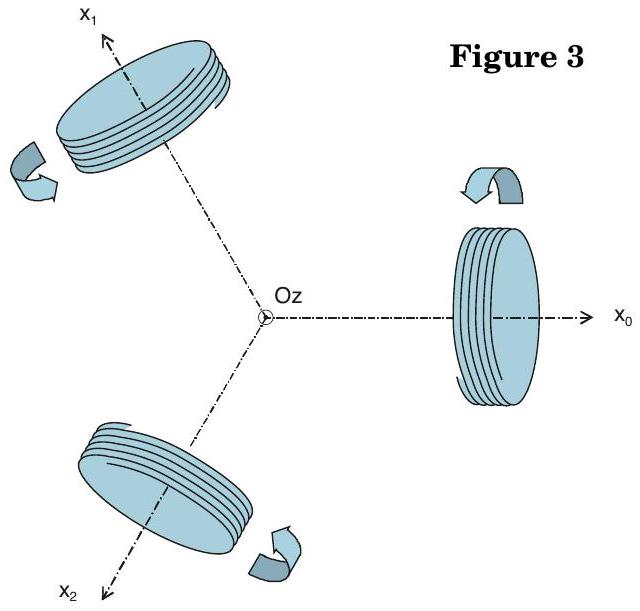 x₁
Figure 3
Oz
x₀
x₂